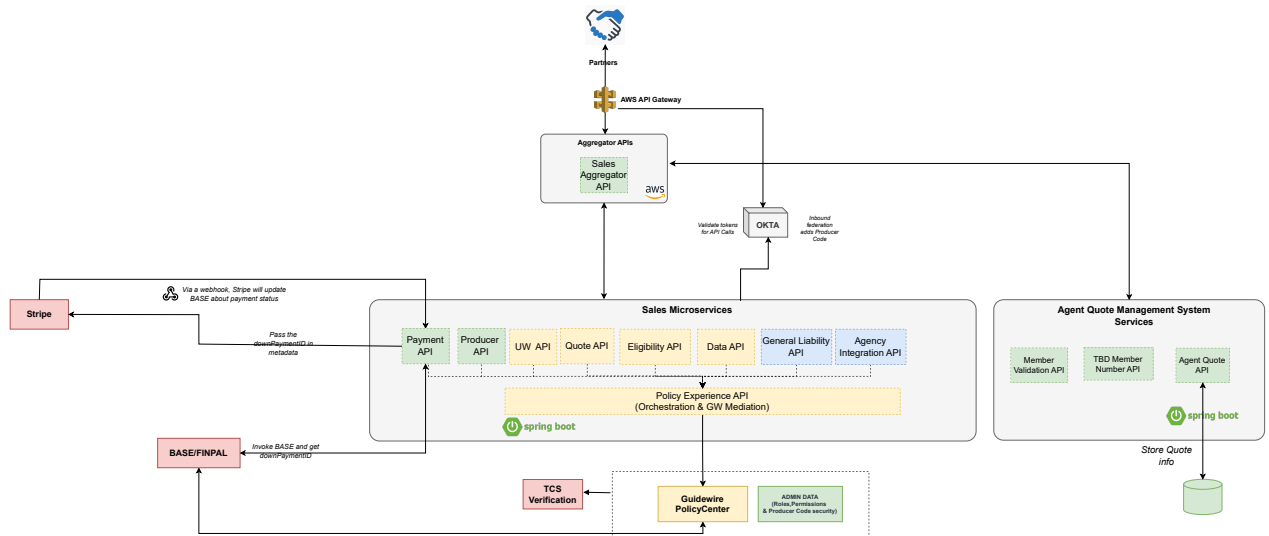 Partners
AWS API Gateway
Aggregator APIs
Sales
Aggregator
API
aws
Validate tokens
for API Calls
OKTA
Inbound
federation
adds Producer
Code
Via a webhook, Stripe will update
BASE about payment status
Stripe
Pass the
downPaymentID in
metadata
Sales Microservices
Payment
API
Producer
API
UW API
Quote API
Eligibility API
Data API
General Liability
API
Agency
Integration API
Policy Experience API
(Orchestration & GW Mediation)
spring boot
Agent Quote Management System
Services
Member
Validation API
TBD Member
Number API
Agent Quote
API
spring boot
Store Quote
info
BASE/FINPAL
Invoke BASE and get
downPaymentID
TCS
Verification
Guidewire
PolicyCenter
ADMIN DATA
(Roles,Permissions
& Producer Code security)